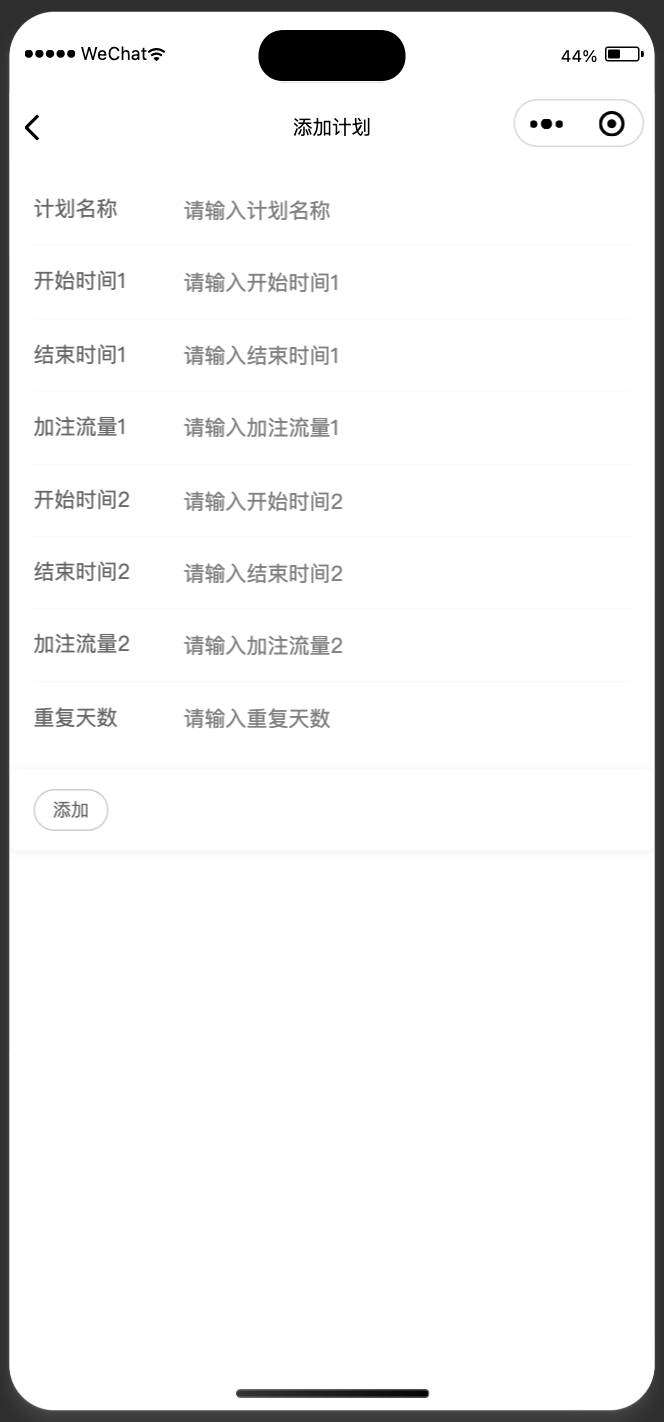 WeChat
44%
添加计划
计划名称 请输入计划名称
开始时间1 请输入开始时间1
结束时间1 请输入结束时间1
加注流量1 请输入加注流量1
开始时间2 请输入开始时间2
结束时间2 请输入结束时间2
加注流量2 请输入加注流量2
重复天数 请输入重复天数
添加